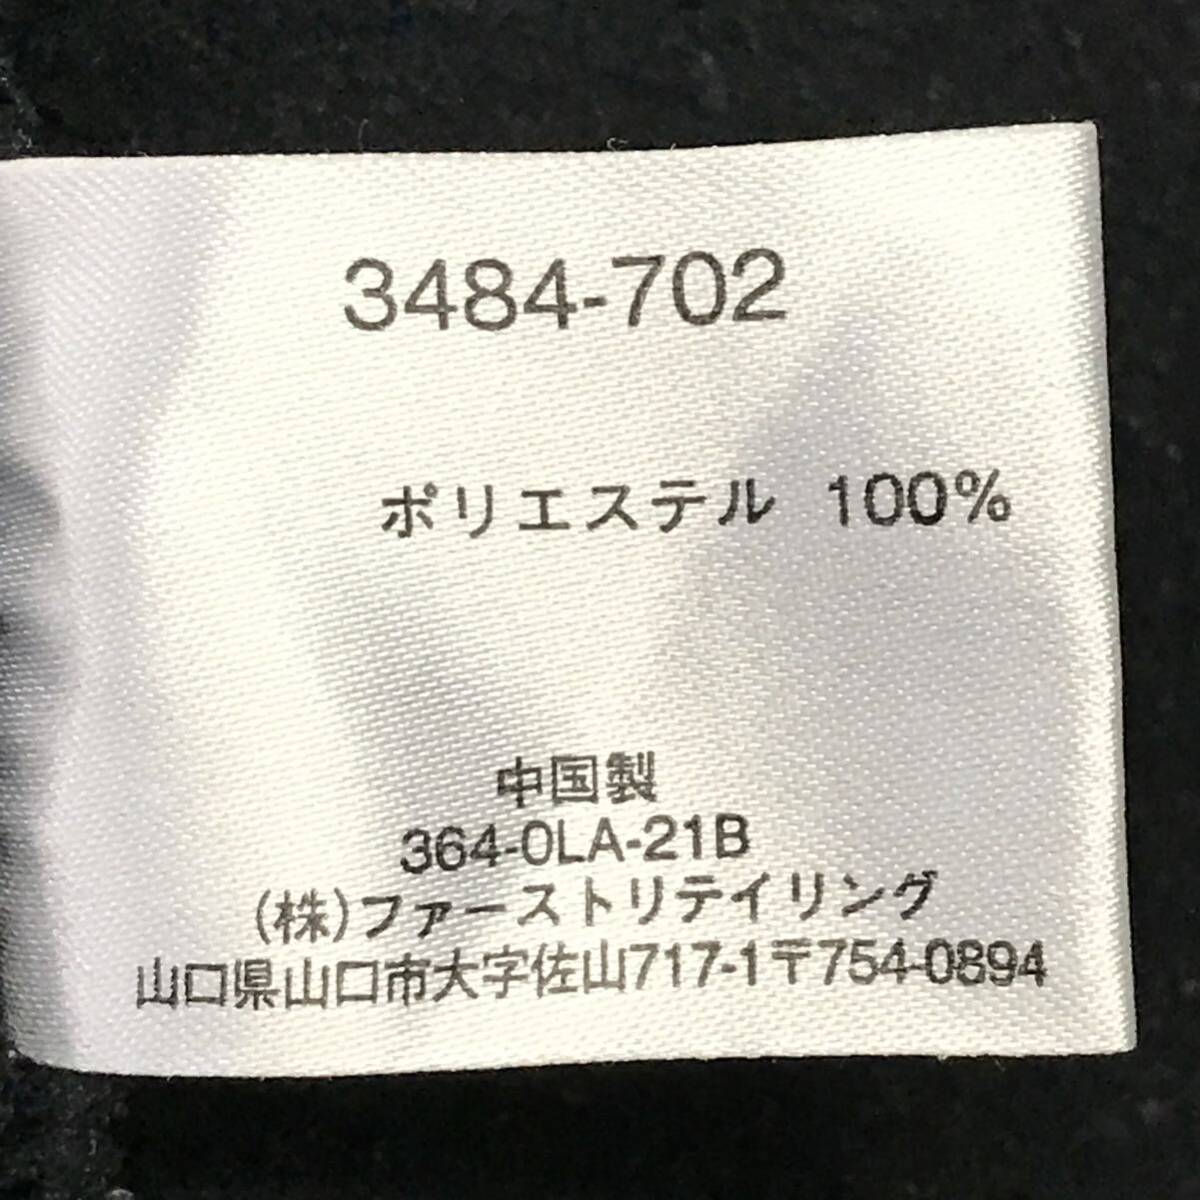 3484-702
ポリエステル 100%
中国製
364-0LA-21B
(株)ファーストリテイリング
山口県山口市大字佐山717-1〒754-0894